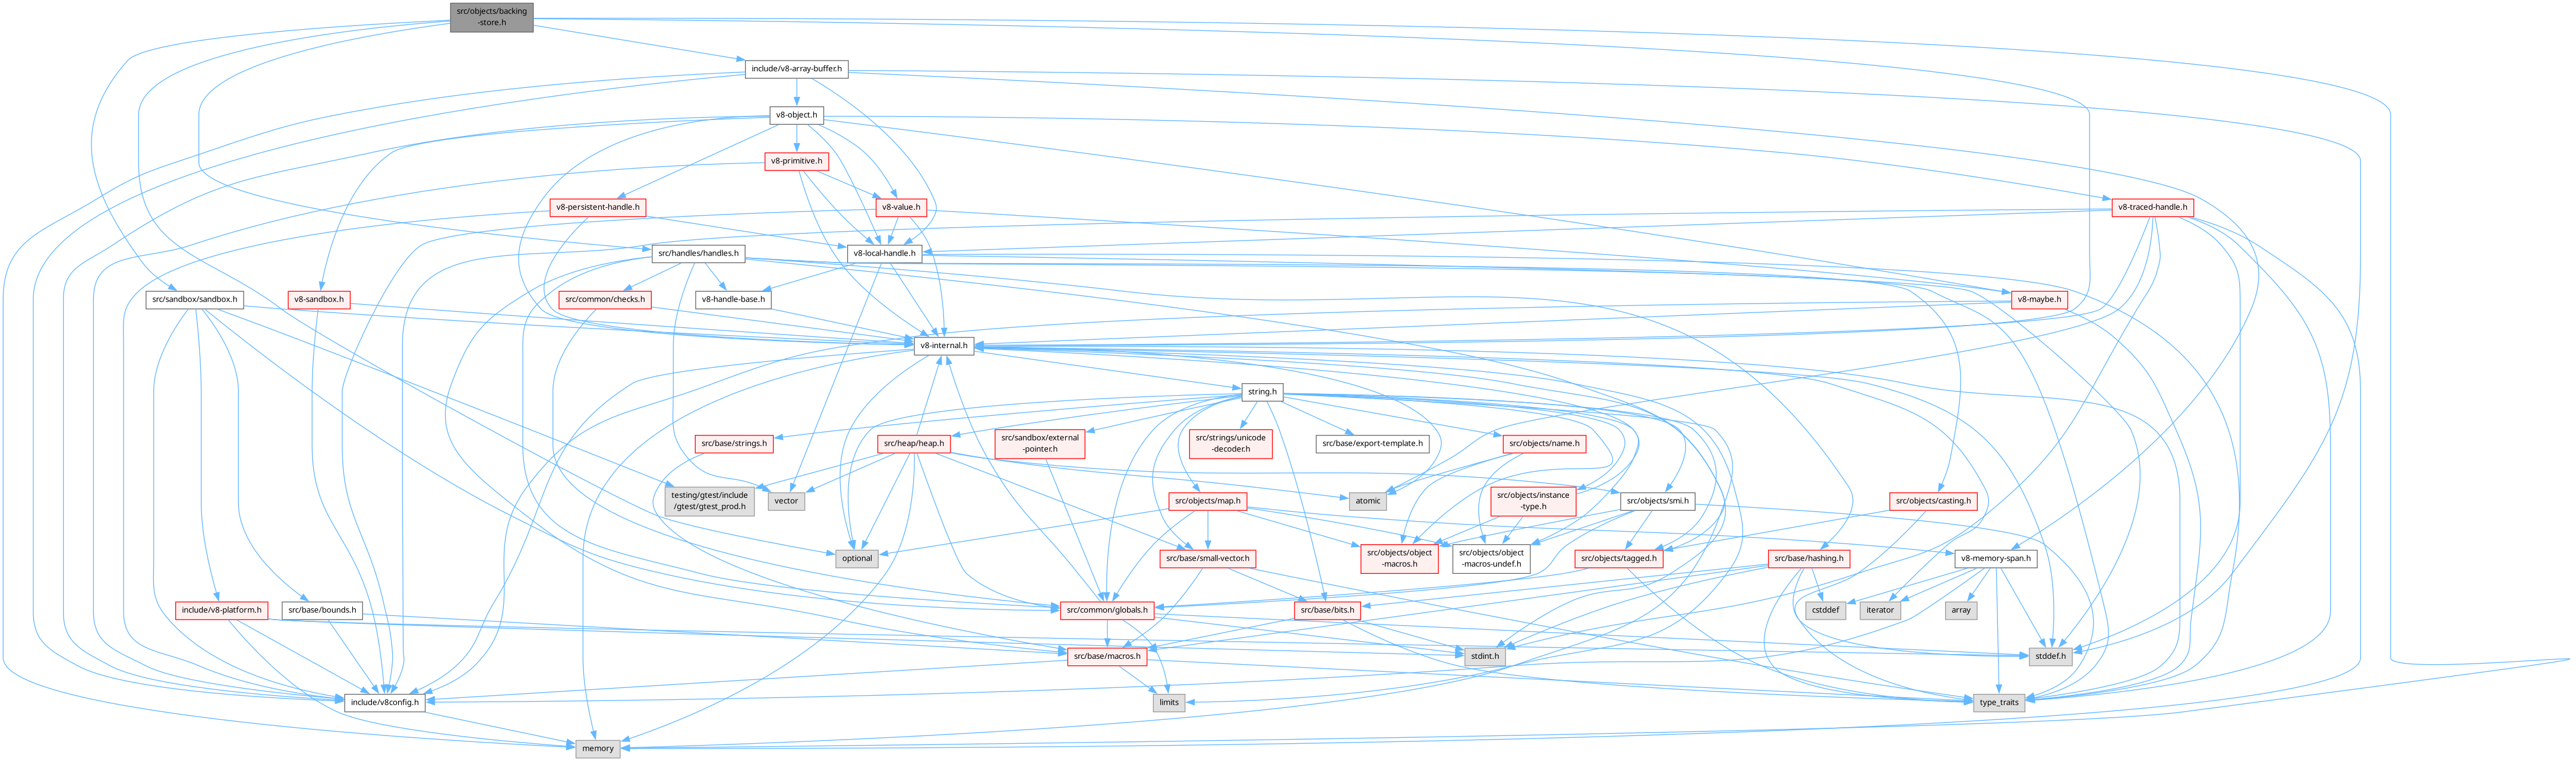 src/objects/backing
-store.h
include/v8-array-buffer.h
v8-object.h
v8-primitive.h
v8-persistent-handle.h
v8-value.h
v8-traced-handle.h
src/handles/handles.h
v8-local-handle.h
src/sandbox/sandbox.h
v8-sandbox.h
src/common/checks.h
v8-handle-base.h
v8-maybe.h
v8-internal.h
string.h
src/base/strings.h
src/heap/heap.h
src/sandbox/external
-pointer.h
src/strings/unicode
-decoder.h
src/base/export-template.h
src/objects/name.h
testing/gtest/include
/gtest/gtest_prod.h
vector
atomic
src/objects/map.h
src/objects/instance
-type.h
src/objects/smi.h
src/objects/casting.h
optional
src/base/small-vector.h
src/objects/object
-macros.h
src/objects/object
-macros-undef.h
src/objects/tagged.h
src/base/hashing.h
v8-memory-span.h
include/v8-platform.h
src/base/bounds.h
src/common/globals.h
src/base/bits.h
cstddef
iterator
array
src/base/macros.h
stdint.h
stddef.h
include/v8config.h
limits
type_traits
memory